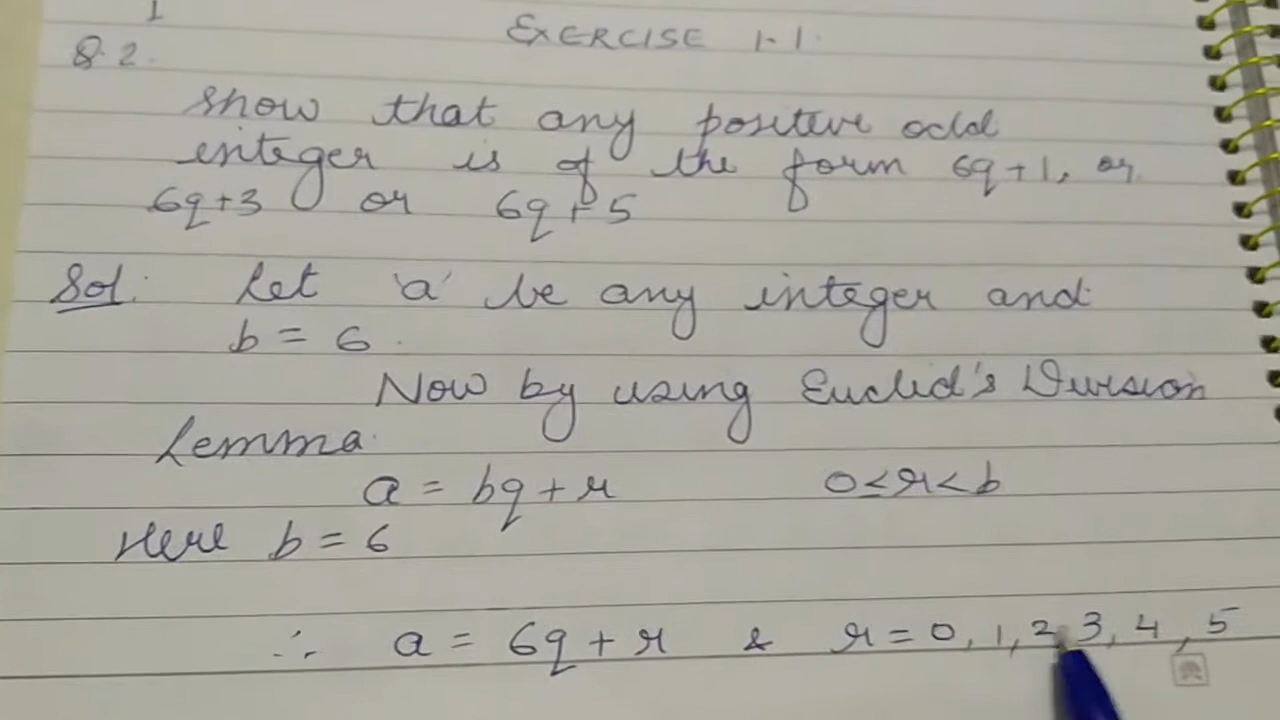 1
EXERCISE 1.1.
Q.2.
Show that any positive odd
integer is of the form 6q+1, or
6q+3 or 6q+5
Sol: Let 'a' be any integer and
b = 6.
Now by using Euclid's Division
Lemma.
a = bq + r 0≤r<b
Here b = 6
∴ a = 6q + r & r = 0, 1, 2, 3, 4, 5